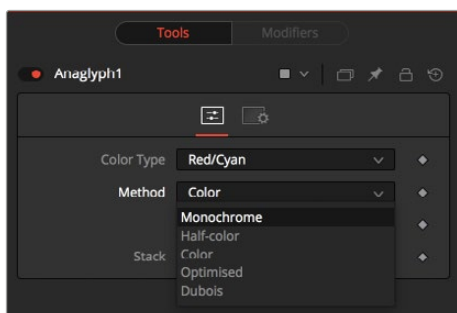 Tools Modifiers
Anaglyph1
Color Type Red/Cyan
Method Color
Monochrome
Half-color
Stack Color
Optimised
Dubois